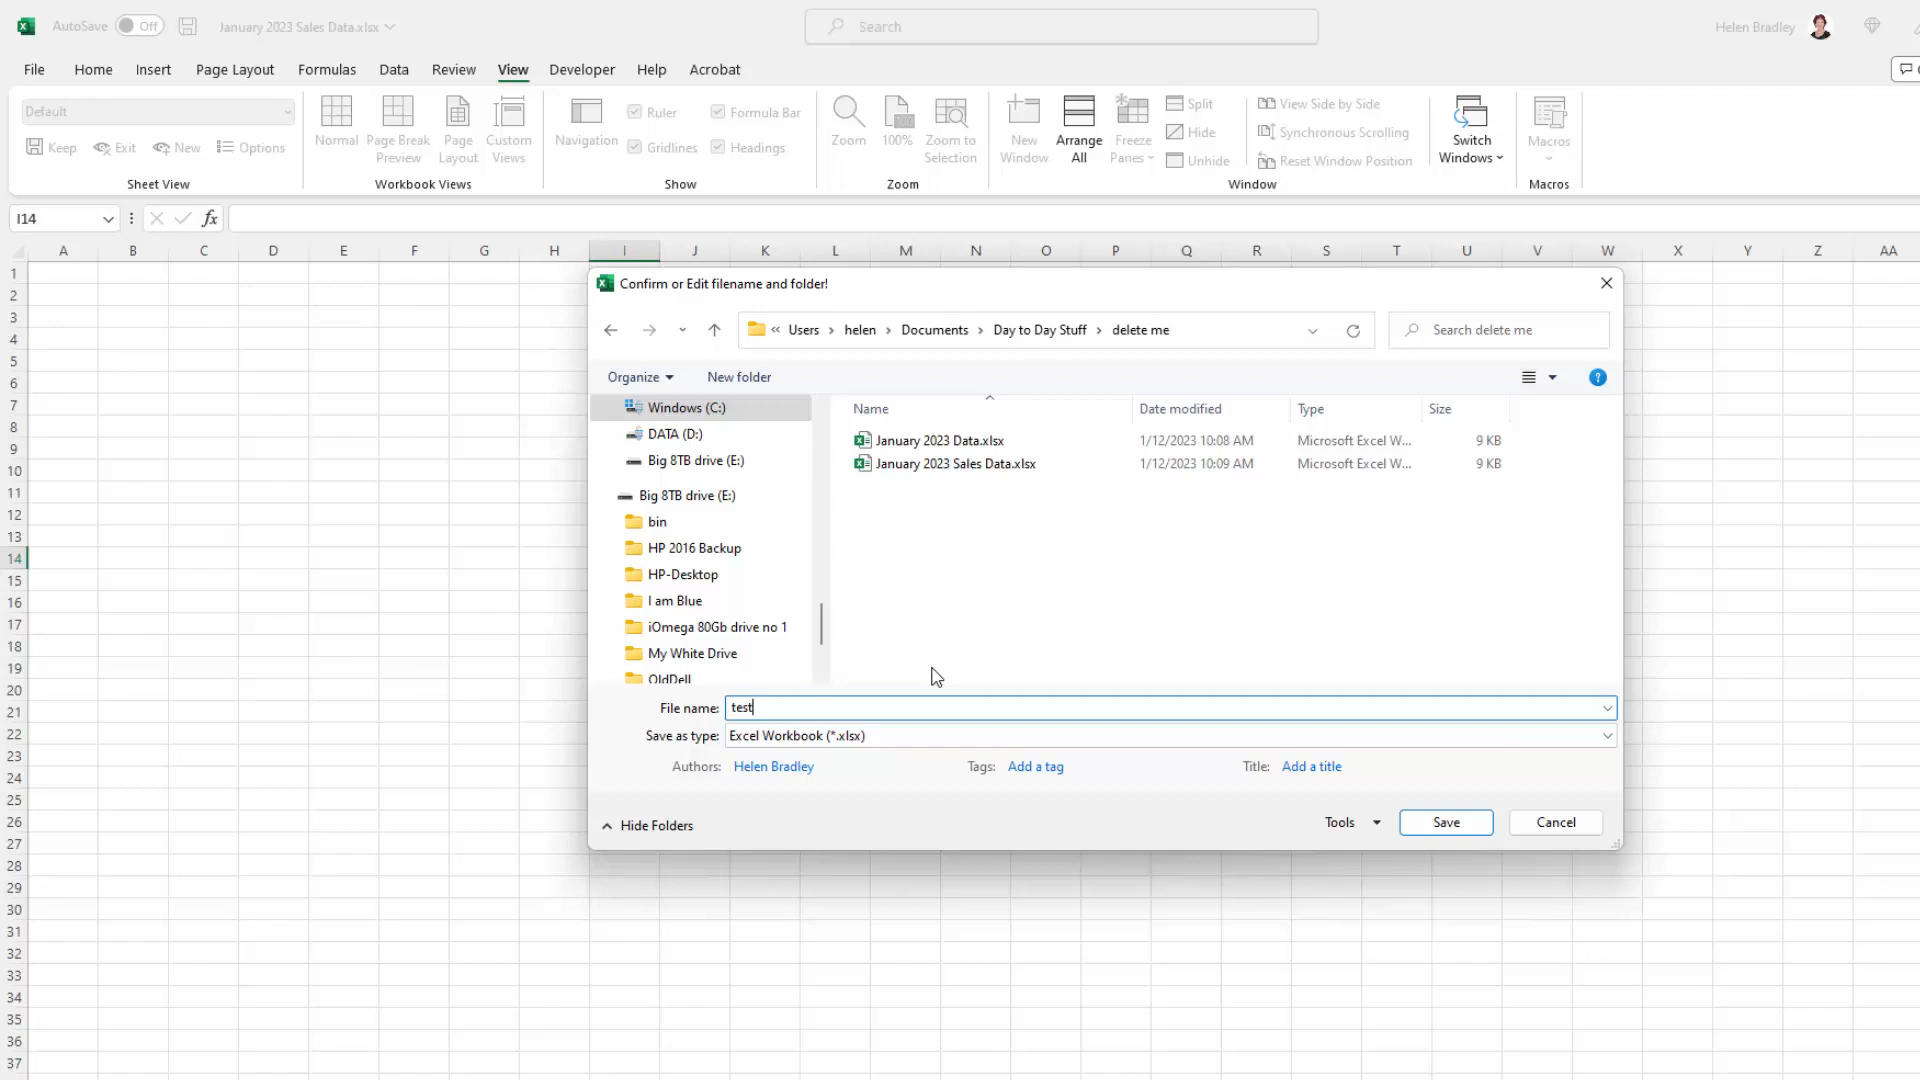 AutoSave Off January 2023 Sales Data.xlsx Search Helen Bradley
File Home Insert Page Layout Formulas Data Review View Developer Help Acrobat
Default
Keep Exit New Options
Sheet View
Normal Page Break Preview Page Layout Custom Views
Workbook Views
Navigation Ruler Formula Bar
Gridlines Headings
Show
Zoom 100% Zoom to Selection
Zoom
New Window Arrange All Freeze Panes
Split View Side by Side
Hide Synchronous Scrolling
Unhide Reset Window Position
Switch Windows
Window
Macros
Macros
I14 fx
A B C D E F G H I J K L M N O P Q R S T U V W X Y Z AA
1
2
3
4
5
6
7
8
9
10
11
12
13
14
15
16
17
18
19
20
21
22
23
24
25
26
27
28
29
30
31
32
33
34
35
36
37
Confirm or Edit filename and folder!
« Users › helen › Documents › Day to Day Stuff › delete me Search delete me
Organize New folder ?
Name Date modified Type Size
January 2023 Data.xlsx 1/12/2023 10:08 AM Microsoft Excel W... 9 KB
January 2023 Sales Data.xlsx 1/12/2023 10:09 AM Microsoft Excel W... 9 KB
Windows (C:)
DATA (D:)
Big 8TB drive (E:)
Big 8TB drive (E:)
bin
HP 2016 Backup
HP-Desktop
I am Blue
iOmega 80Gb drive no 1
My White Drive
OldDell
File name: test
Save as type: Excel Workbook (*.xlsx)
Authors: Helen Bradley Tags: Add a tag Title: Add a title
Hide Folders Tools Save Cancel